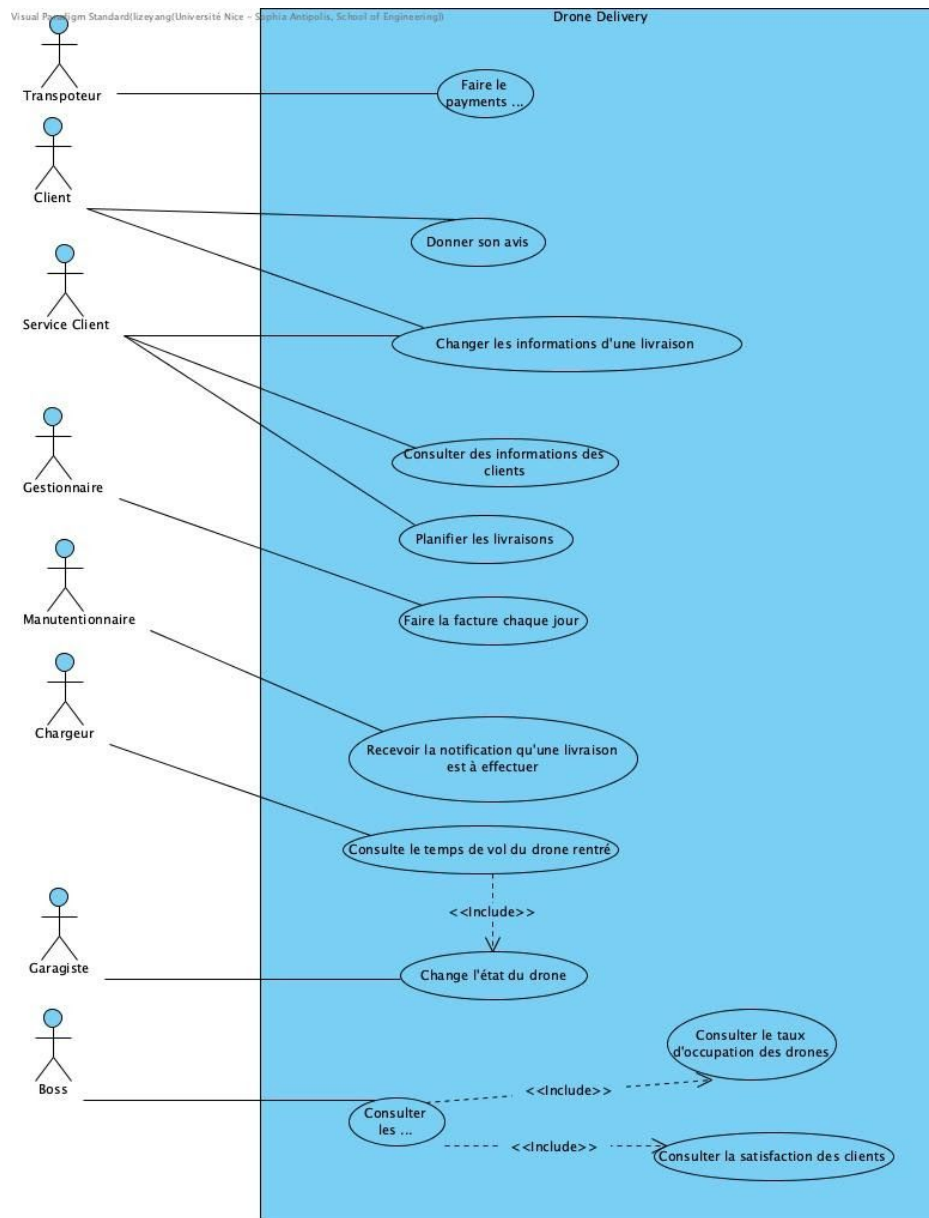 Visual Paradigm Standard(lizeyang(Université Nice - Sophia Antipolis, School of Engineering))
Drone Delivery
Transpoteur
Faire le
payments ...
Client
Donner son avis
Service Client
Changer les informations d'une livraison
Consulter des informations des
clients
Gestionnaire
Planifier les livraisons
Manutentionnaire
Faire la facture chaque jour
Chargeur
Recevoir la notification qu'une livraison
est à effectuer
Consulte le temps de vol du drone rentré
<<Include>>
Garagiste
Change l'état du drone
Boss
Consulter le taux
d'occupation des drones
<<Include>>
Consulter
les ...
<<Include>>
Consulter la satisfaction des clients